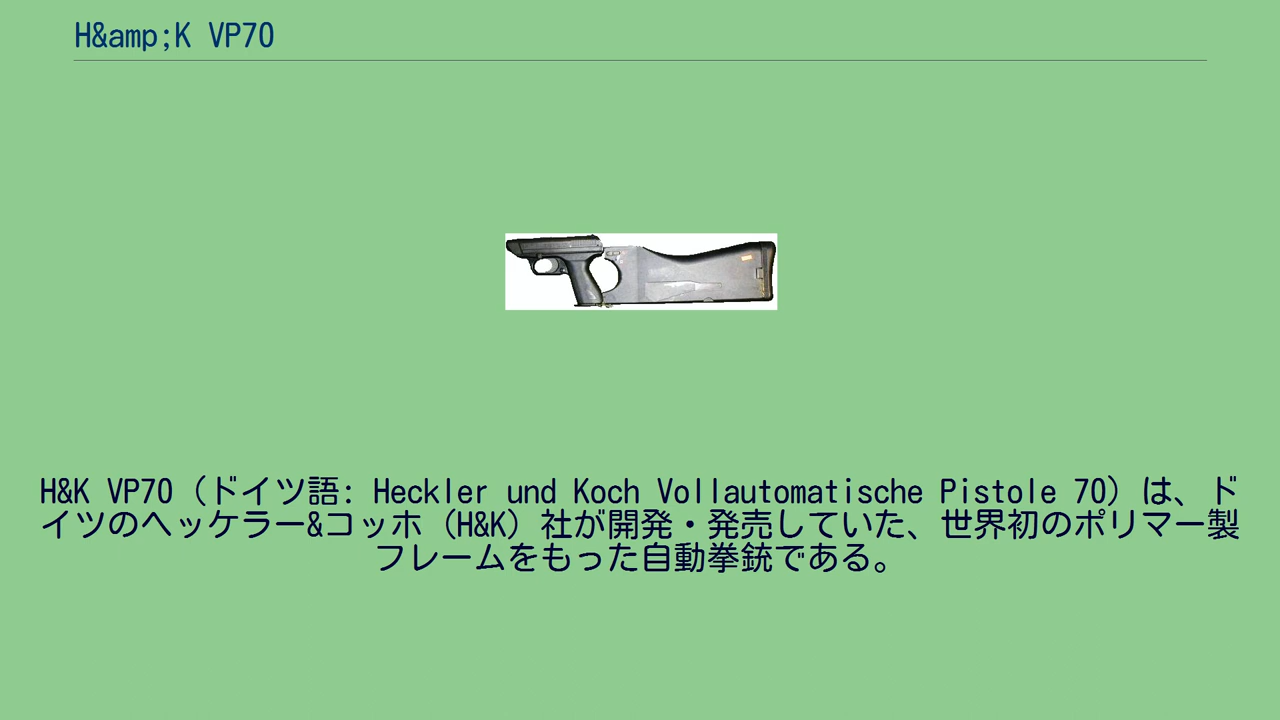 H&amp;K VP70
H&K VP70（ドイツ語: Heckler und Koch Vollautomatische Pistole 70）は、ド
イツのヘッケラー&コッホ（H&K）社が開発・発売していた、世界初のポリマー製
フレームをもった自動拳銃である。